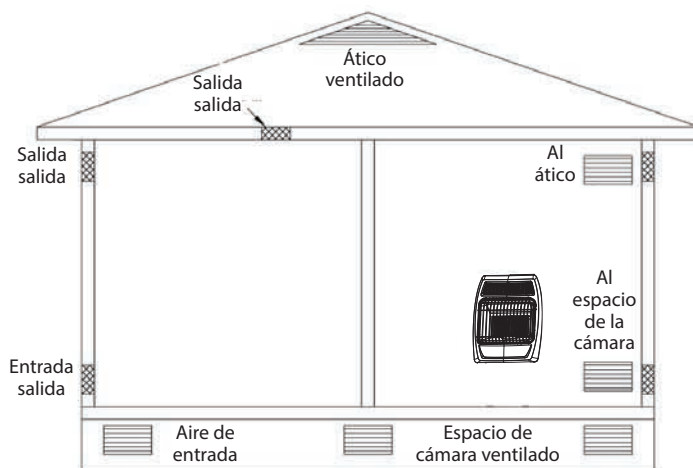 Ático
ventilado
Salida
salida
Salida
salida
Al
ático
Al
espacio
de la
cámara
Entrada
salida
Aire de
entrada
Espacio de
cámara ventilado